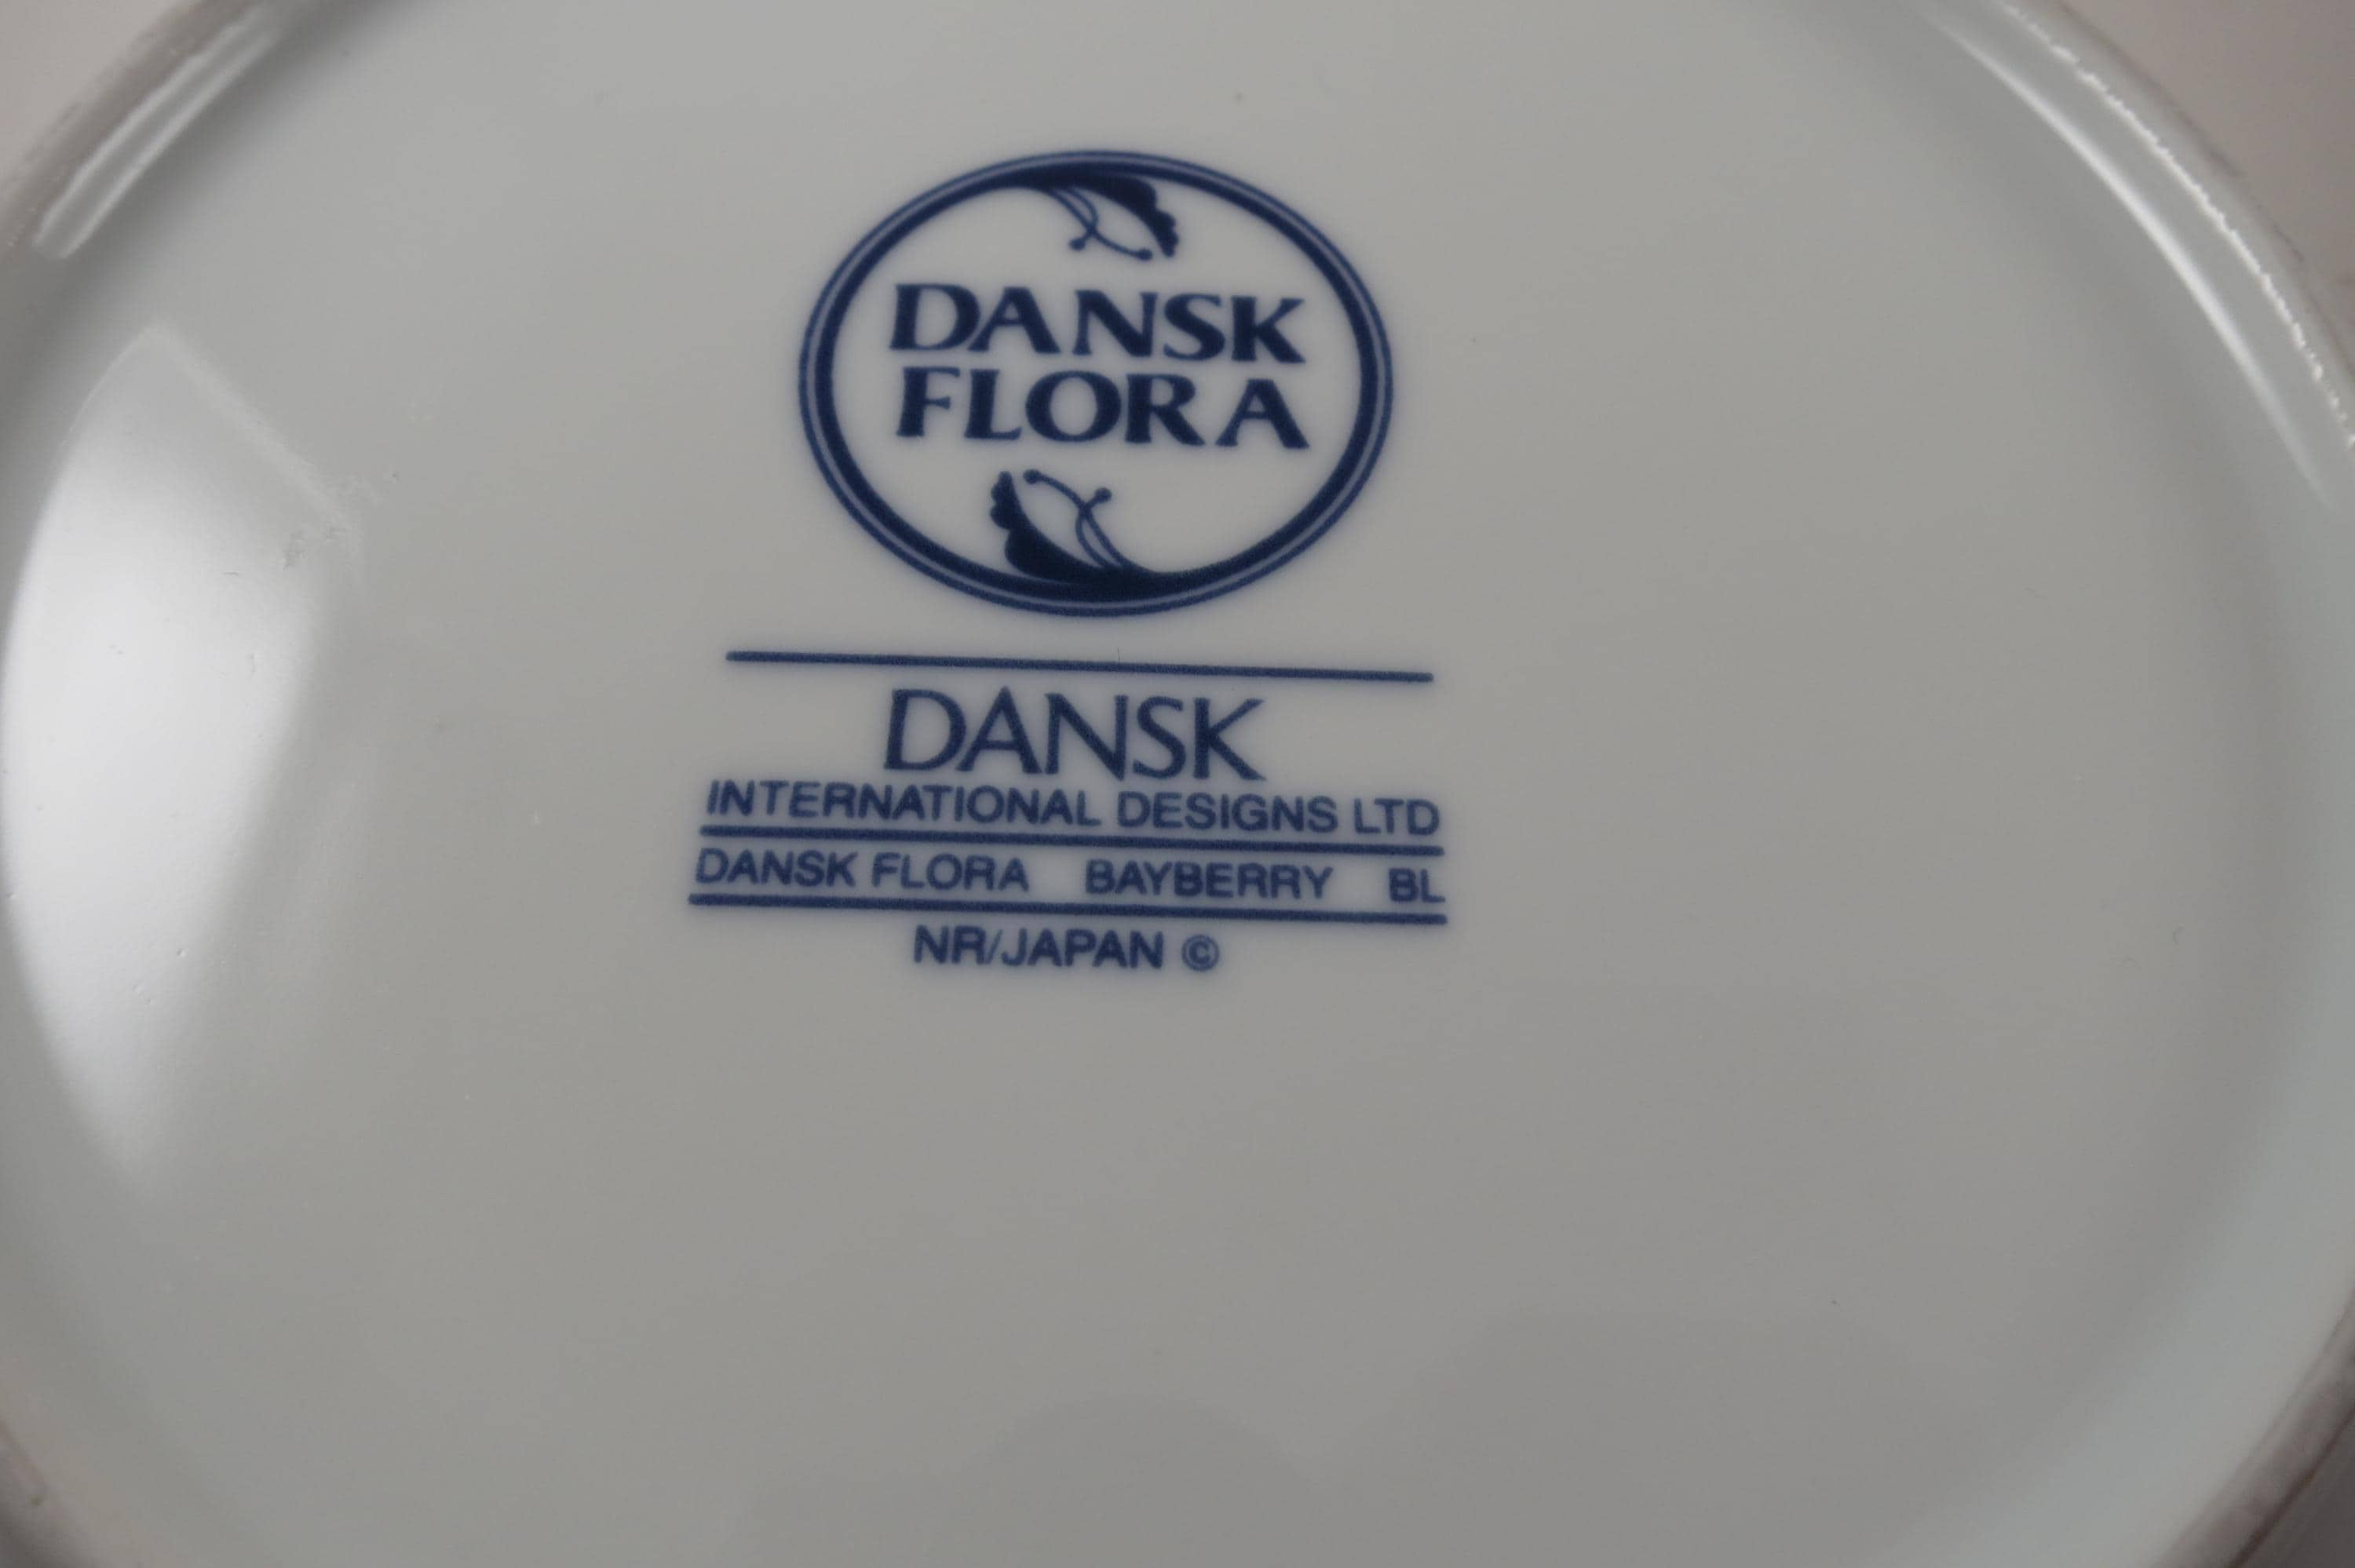 DANSK
FLORA
DANSK
INTERNATIONAL DESIGNS LTD
DANSK FLORA BAYBERRY BL
NR/JAPAN ©